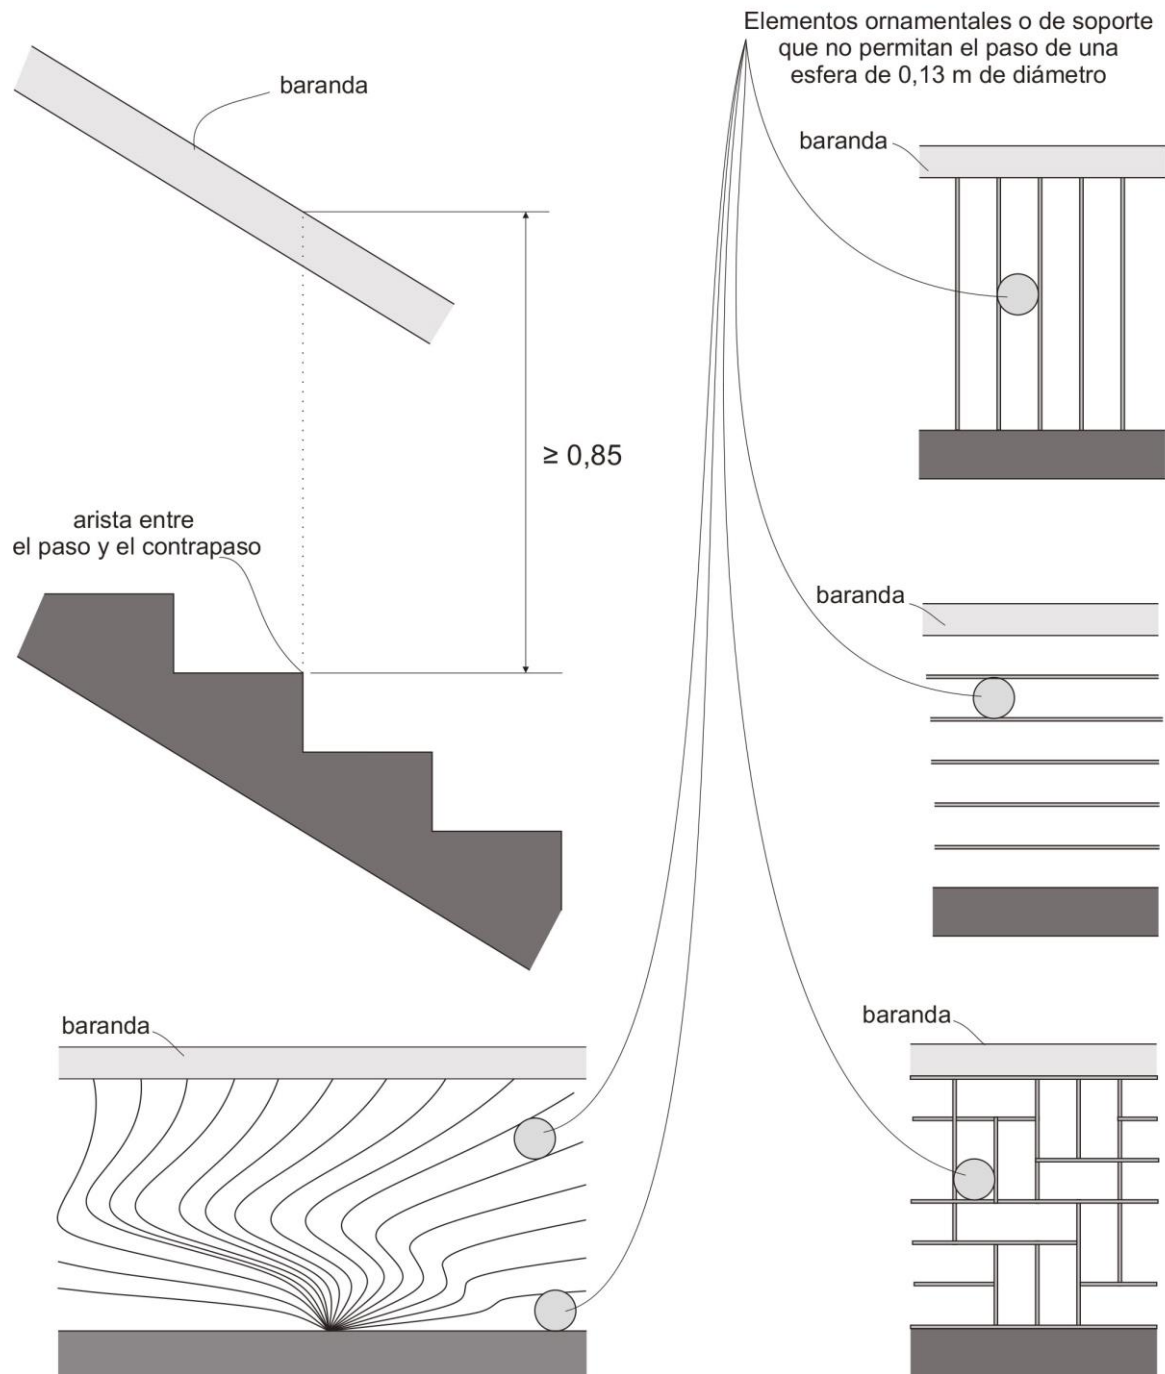 Elementos ornamentales o de soporte
que no permitan el paso de una
esfera de 0,13 m de diámetro
baranda
baranda
≥ 0,85
arista entre
el paso y el contrapaso
baranda
baranda
baranda